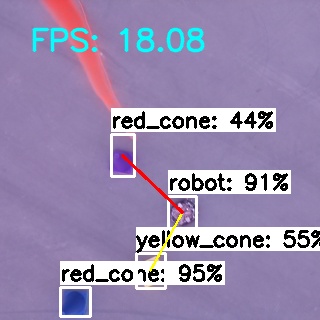 FPS: 18.08
red_cone: 44%
robot: 91%
yellow_cone: 55%
red_cone: 95%